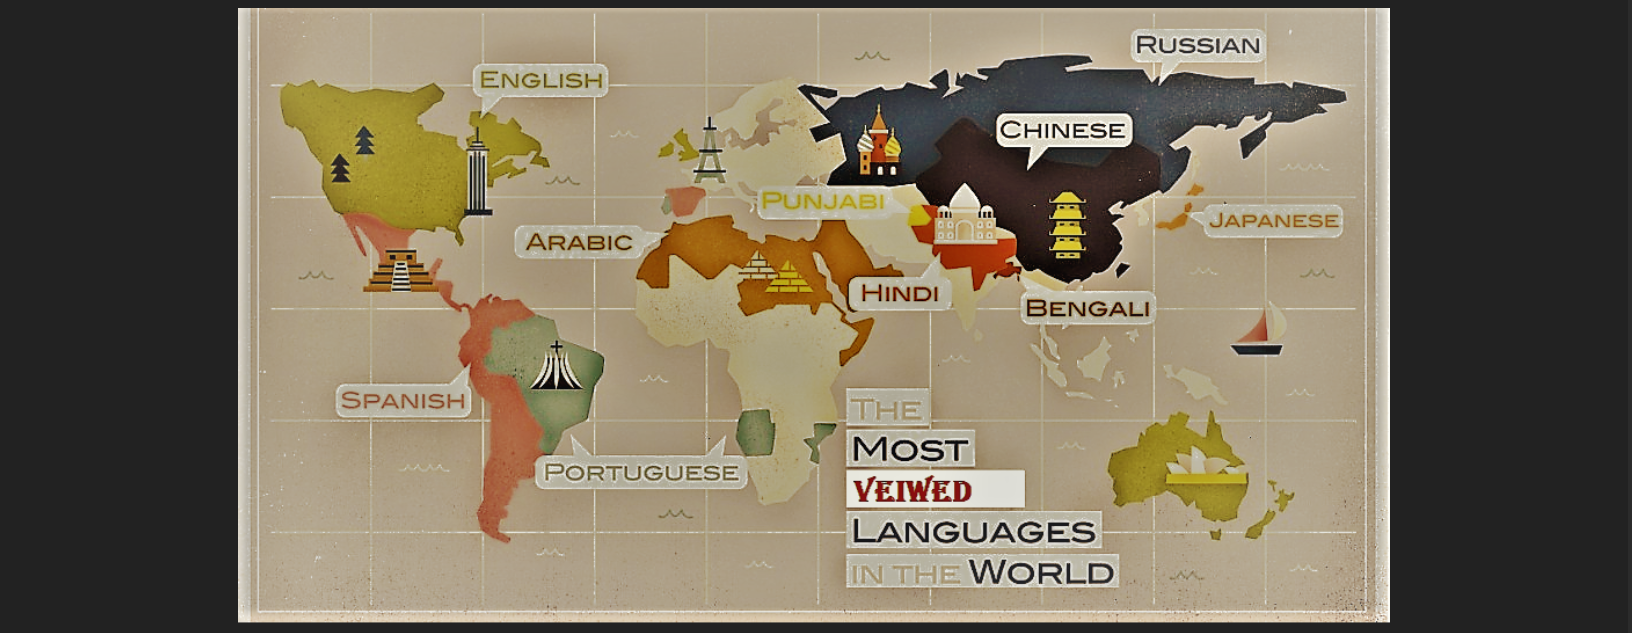 RUSSIAN
ENGLISH
CHINESE
PUNJABI
JAPANESE
ARABIC
HINDI
BENGALI
SPANISH
PORTUGUESE
THE
MOST
VEIWED
LANGUAGES
IN THE WORLD